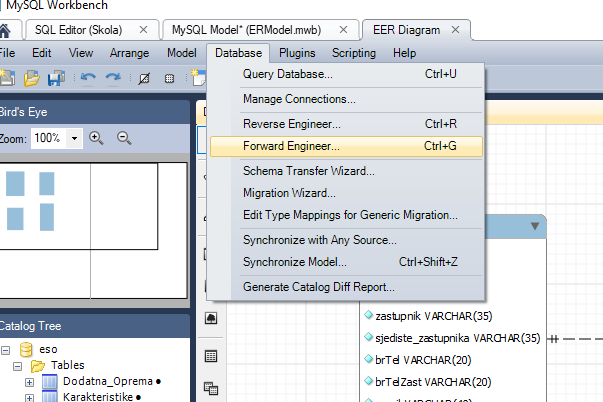 MySQL Workbench
SQL Editor (Skola) MySQL Model* (ERModel.mwb) EER Diagram
File Edit View Arrange Model Database Plugins Scripting Help
Query Database... Ctrl+U
Manage Connections...
Reverse Engineer... Ctrl+R
Forward Engineer... Ctrl+G
Schema Transfer Wizard...
Migration Wizard...
Edit Type Mappings for Generic Migration...
Synchronize with Any Source...
Synchronize Model... Ctrl+Shift+Z
Generate Catalog Diff Report...
Bird's Eye
Zoom: 100%
zastupnik VARCHAR(35)
sjediste_zastupnika VARCHAR(35)
brTel VARCHAR(20)
brTelZast VARCHAR(20)
Catalog Tree
eso
Tables
Dodatna_Oprema
Karakteristike